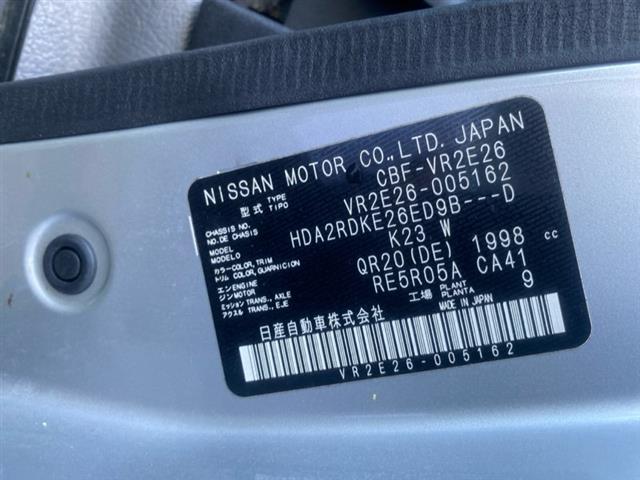 NISSAN MOTOR CO.,LTD. JAPAN
型式 TYPE TIPO CBF-VR2E26
CHASSIS NO. NO.DE CHASIS VR2E26-005162
MODEL MODELO HDA2RDKE26ED9B---D
カラー COLOR, TRIM トリム COLOR, GUARNICION K23 W
エンジン ENGINE MOTOR QR20(DE) 1998 cc
ミッション TRANS., AXLE アクスル TRANS., EJE RE5R05A CA41
工場 PLANT PLANTA 9
日産自動車株式会社 MADE IN JAPAN
VR2E26-005162